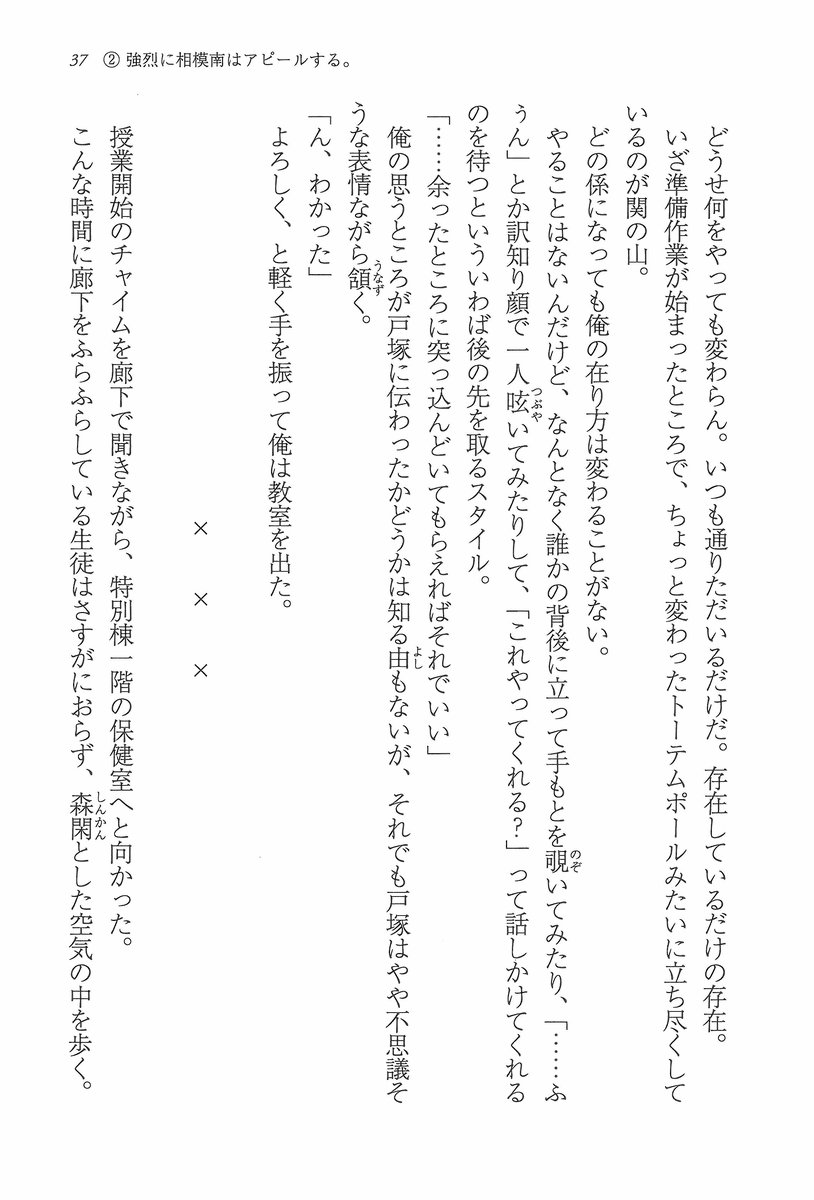 37　② 強烈に相模南はアピールする。
どうせ何をやっても変わらん。いつも通りただいるだけだ。存在しているだけの存在。
いざ準備作業が始まったところで、ちょっと変わったトーテムポールみたいに立ち尽くして
いるのが関の山。
どの係になっても俺の在り方は変わることがない。
やることはないんだけど、なんとなく誰かの背後に立って手もとを覗いてみたり、「……ふ
ぅん」とか訳知り顔で一人呟いてみたりして、「これやってくれる？」って話しかけてくれる
のを待つといういわば後の先を取るスタイル。
「……余ったところに突っ込んどいてもらえればそれでいい」
俺の思うところが戸塚に伝わったかどうかは知る由もないが、それでも戸塚はやや不思議そ
うな表情ながら頷く。
「ん、わかった」
よろしく、と軽く手を振って俺は教室を出た。
×　×　×
授業開始のチャイムを廊下で聞きながら、特別棟一階の保健室へと向かった。
こんな時間に廊下をふらふらしている生徒はさすがにおらず、森閑とした空気の中を歩く。